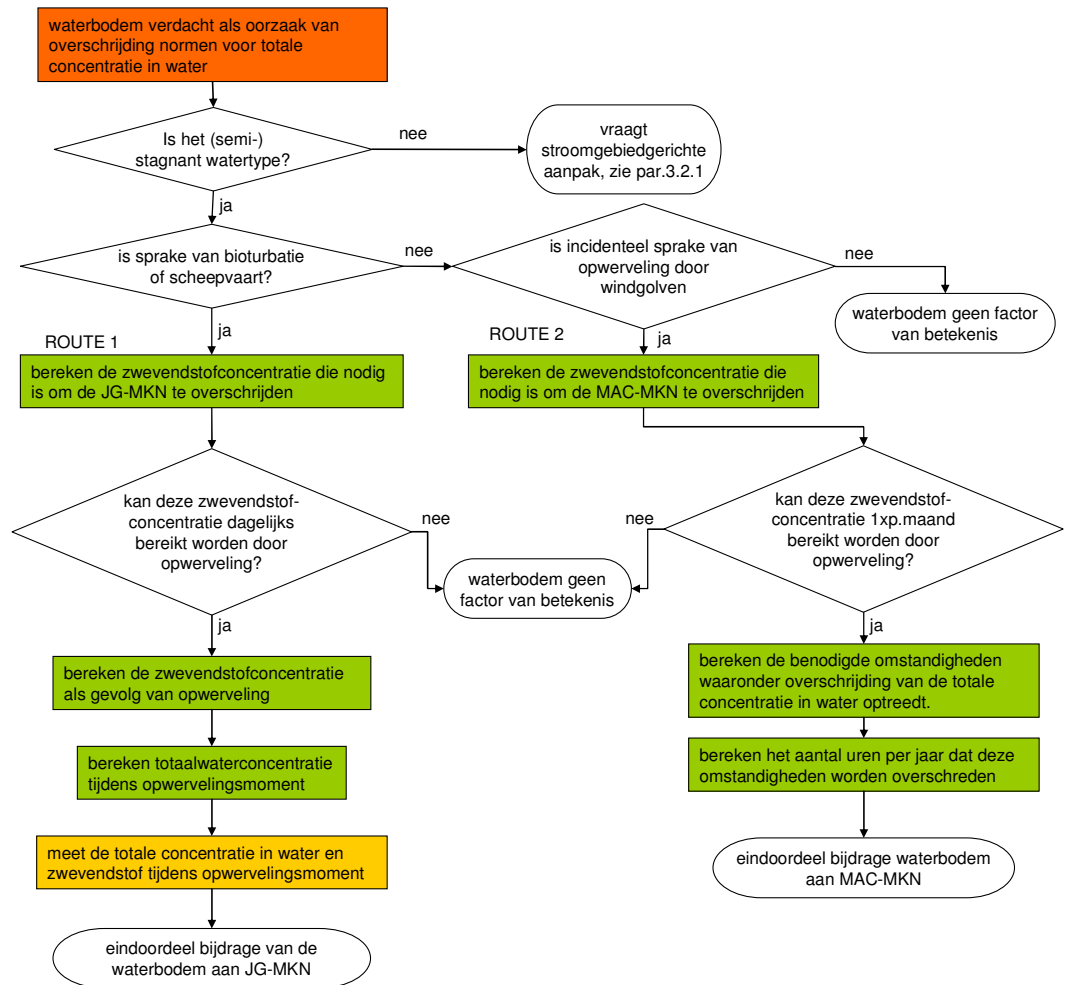 waterbodem verdacht als oorzaak van
overschrijding normen voor totale
concentratie in water
Is het (semi-)
stagnant watertype?
nee
vraagt
stroomgebiedgerichte
aanpak, zie par.3.2.1
ja
is sprake van bioturbatie
of scheepvaart?
nee
is incidenteel sprake van
opwerveling door
windgolven
nee
waterbodem geen factor
van betekenis
ja
ROUTE 1
ROUTE 2
ja
bereken de zwevendstofconcentratie die nodig
is om de JG-MKN te overschrijden
bereken de zwevendstofconcentratie die
nodig is om de MAC-MKN te overschrijden
kan deze zwevendstof-
concentratie dagelijks
bereikt worden door
opwerveling?
nee
waterbodem geen
factor van betekenis
nee
kan deze zwevendstof-
concentratie 1xp.maand
bereikt worden door
opwerveling?
ja
ja
bereken de zwevendstofconcentratie
als gevolg van opwerveling
bereken de benodigde omstandigheden
waaronder overschrijding van de totale
concentratie in water optreedt.
bereken totaalwaterconcentratie
tijdens opwervelingsmoment
bereken het aantal uren per jaar dat deze
omstandigheden worden overschreden
meet de totale concentratie in water en
zwevendstof tijdens opwervelingsmoment
eindoordeel bijdrage waterbodem
aan MAC-MKN
eindoordeel bijdrage van de
waterbodem aan JG-MKN